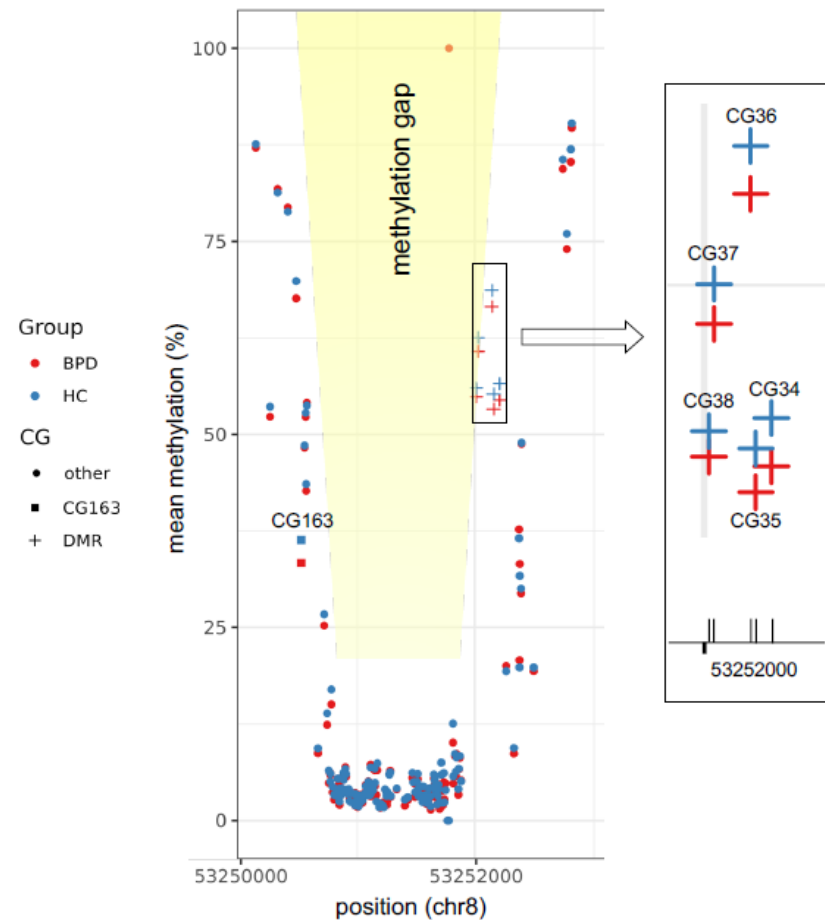 100
75
50
25
0
mean methylation (%)
methylation gap
CG163
53250000
53252000
position (chr8)
Group
BPD
HC
CG
other
CG163
DMR
CG36
CG37
CG38
CG34
CG35
53252000